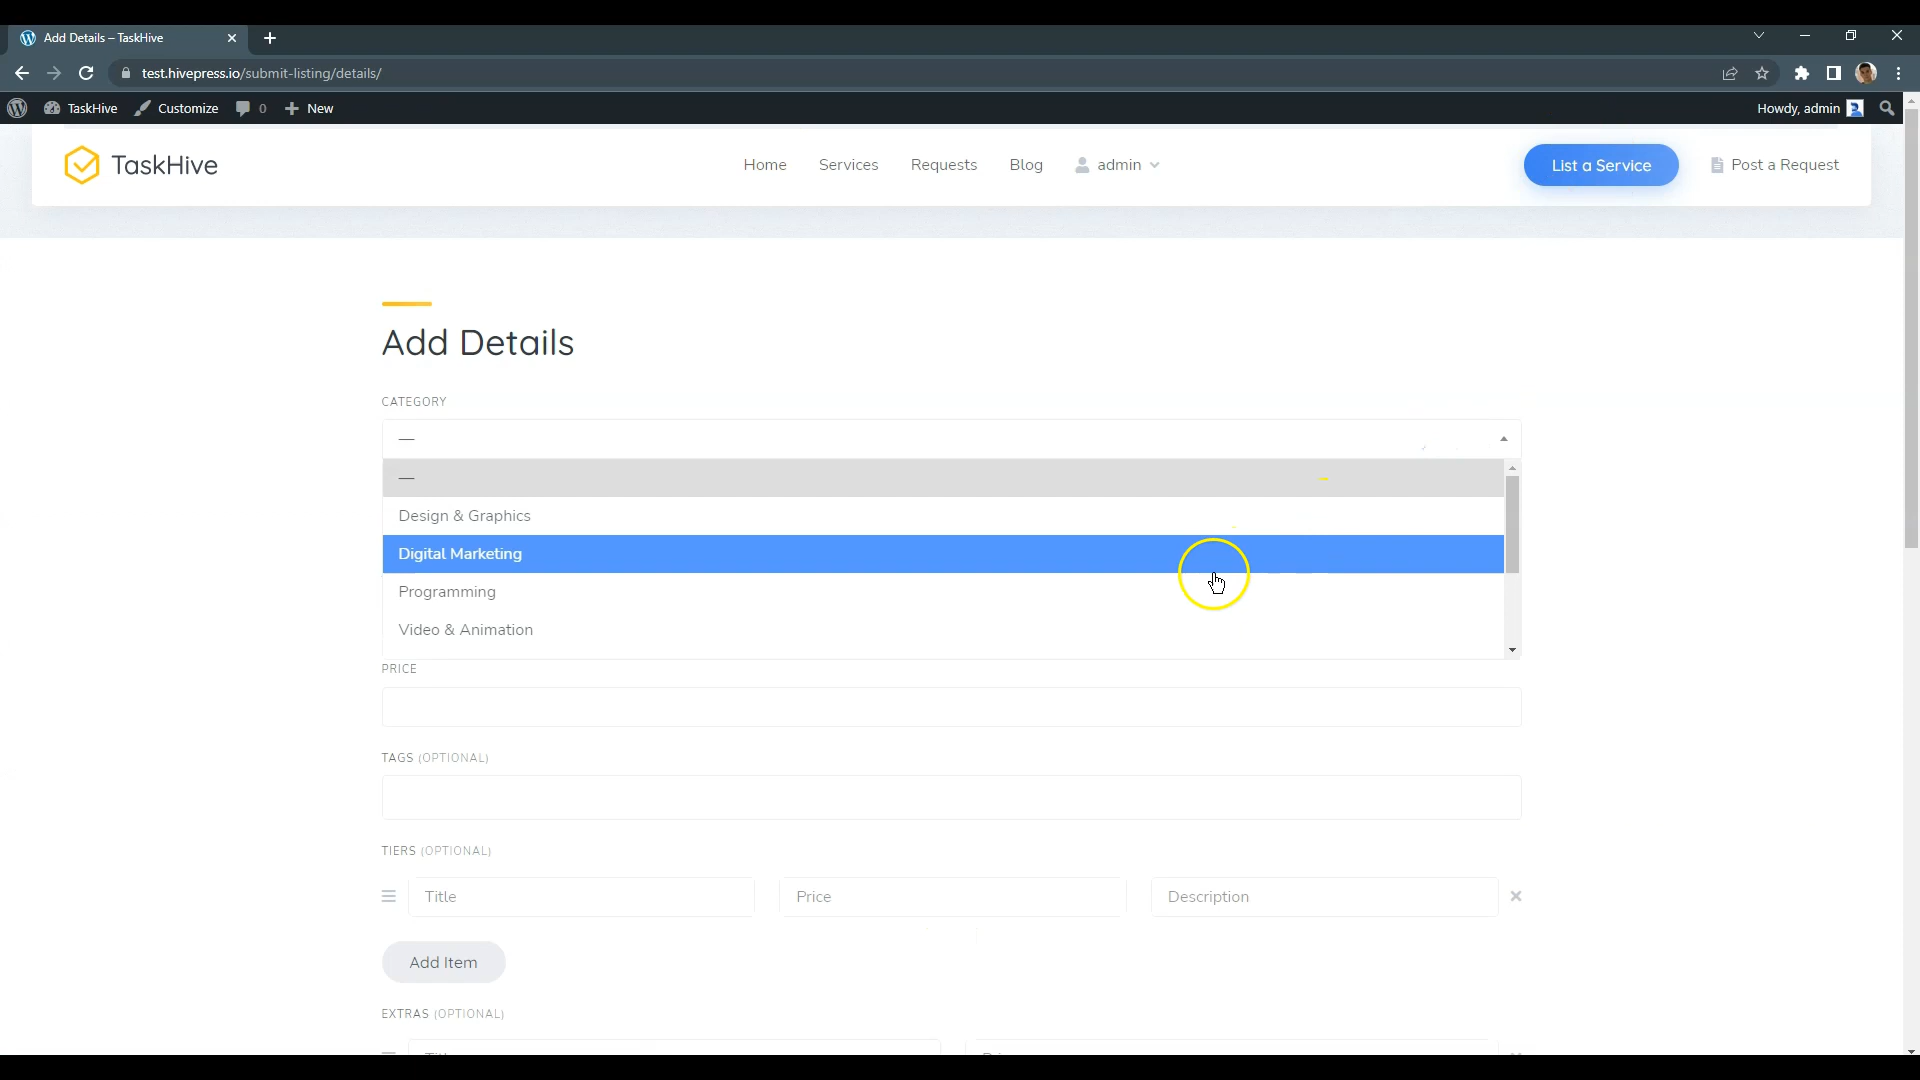 Add Details – TaskHive
test.hivepress.io/submit-listing/details/
TaskHive Customize 0 New Howdy, admin
TaskHive Home Services Requests Blog admin List a Service Post a Request
Add Details
CATEGORY
—
—
Design & Graphics
Digital Marketing
Programming
Video & Animation
PRICE
TAGS (OPTIONAL)
TIERS (OPTIONAL)
Title Price Description
Add Item
EXTRAS (OPTIONAL)